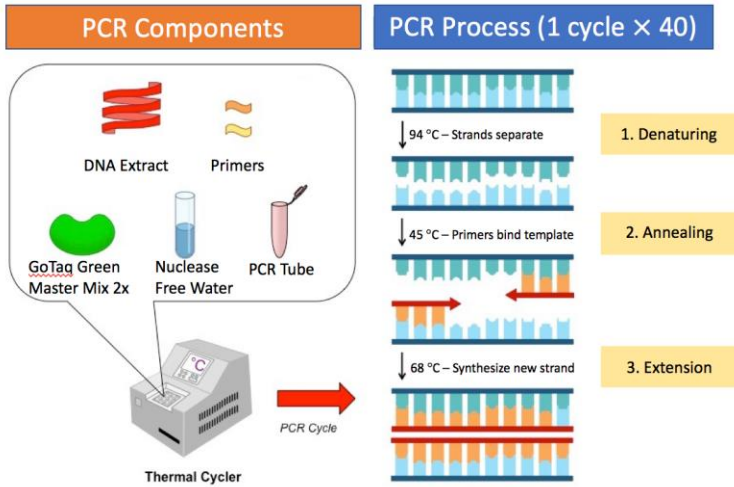 PCR Components
PCR Process (1 cycle × 40)
DNA Extract
Primers
GoTaq Green
Master Mix 2x
Nuclease
Free Water
PCR Tube
°C
Thermal Cycler
PCR Cycle
94 °C – Strands separate
1. Denaturing
45 °C – Primers bind template
2. Annealing
68 °C – Synthesize new strand
3. Extension